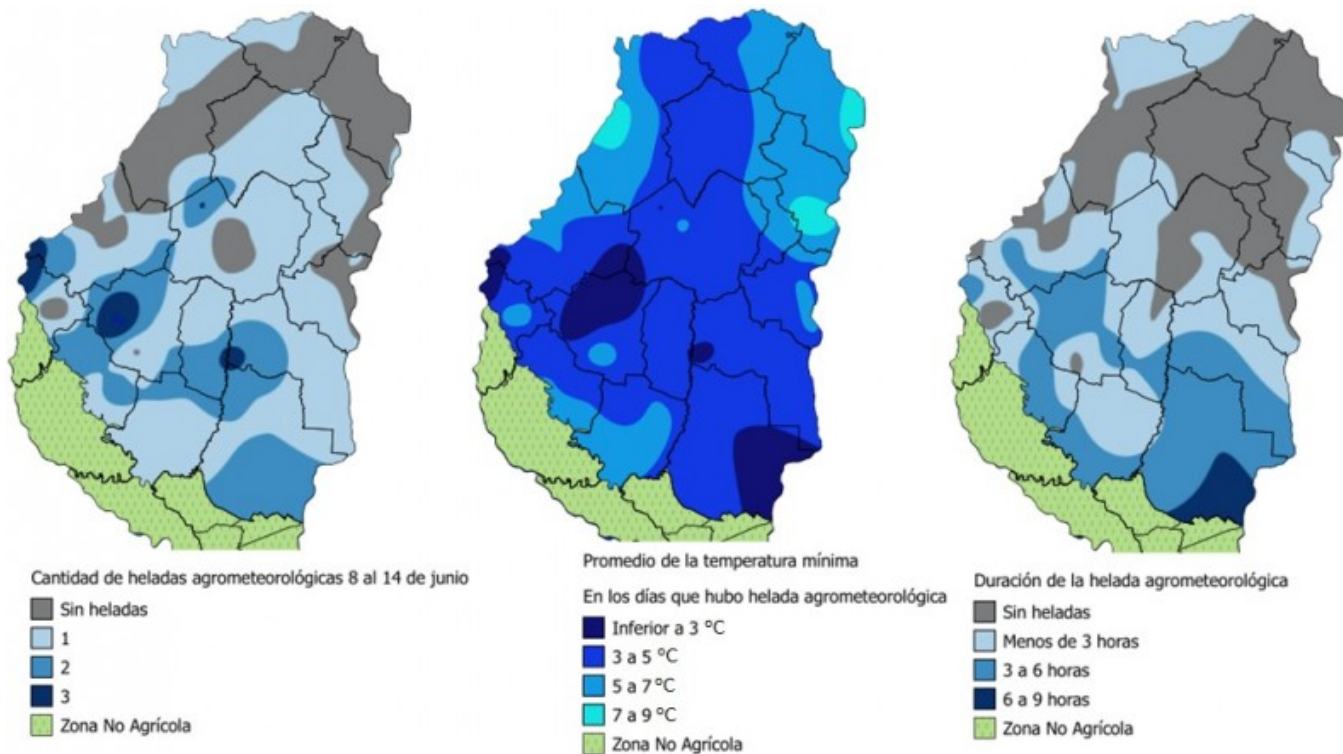 Cantidad de heladas agrometeorológicas 8 al 14 de junio
Sin heladas
1
2
3
Zona No Agrícola
Promedio de la temperatura mínima
En los días que hubo helada agrometeorológica
Inferior a 3 °C
3 a 5 °C
5 a 7 °C
7 a 9 °C
Zona No Agrícola
Duración de la helada agrometeorológica
Sin heladas
Menos de 3 horas
3 a 6 horas
6 a 9 horas
Zona No Agrícola